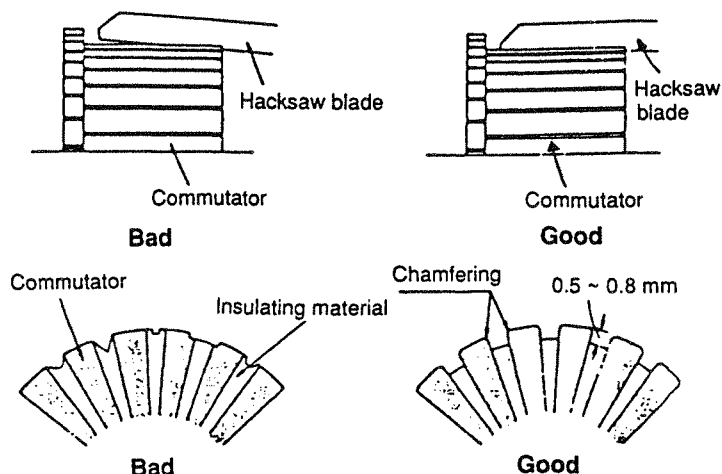 Hacksaw blade
Commutator
Bad
Hacksaw
blade
Commutator
Good
Commutator
Insulating material
Bad
Chamfering
0.5 ~ 0.8 mm
Good